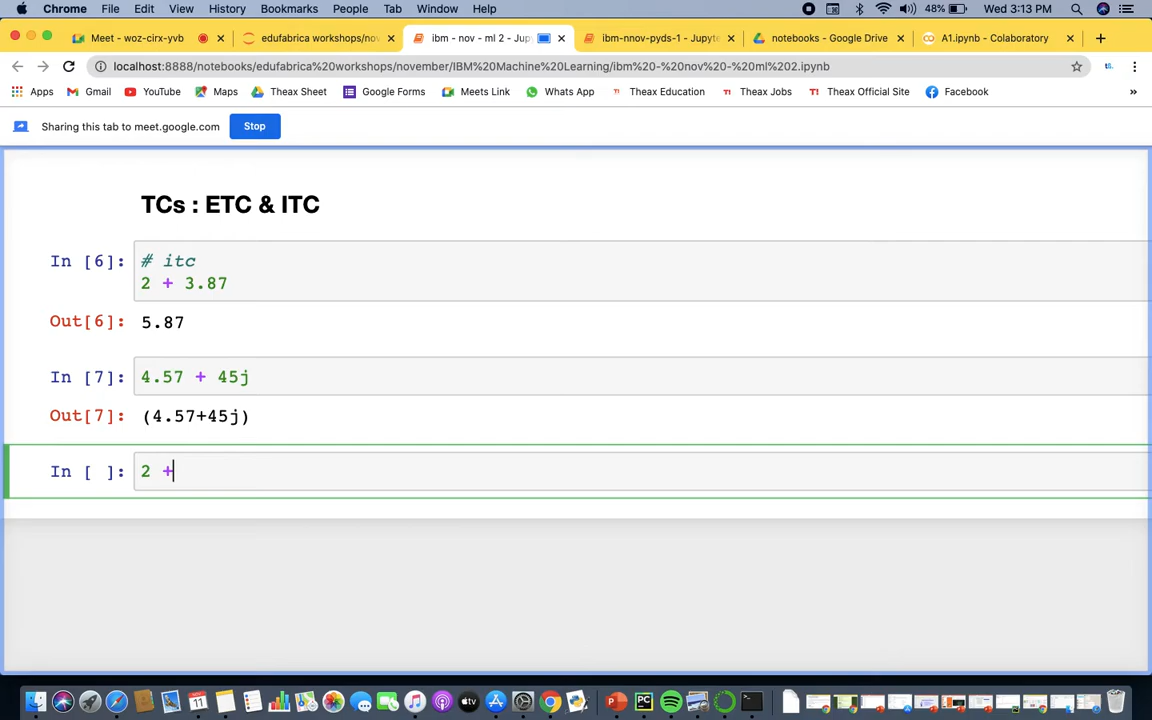 Chrome File Edit View History Bookmarks People Tab Window Help 48% Wed 3:13 PM
Meet - woz-cirx-yvb edufabrica workshops/nov ibm - nov - ml 2 - Jup ibm-nnov-pyds-1 - Jupyte notebooks - Google Drive A1.ipynb - Colaboratory
localhost:8888/notebooks/edufabrica%20workshops/november/IBM%20Machine%20Learning/ibm%20-%20nov%20-%20ml%202.ipynb
Apps Gmail YouTube Maps Theax Sheet Google Forms Meets Link Whats App Theax Education Theax Jobs Theax Official Site Facebook »
Sharing this tab to meet.google.com Stop
TCs : ETC & ITC
In [6]: # itc
2 + 3.87
Out[6]: 5.87
In [7]: 4.57 + 45j
Out[7]: (4.57+45j)
In [ ]: 2 +